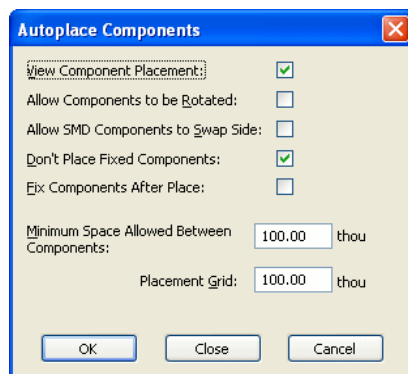 Autoplace Components
View Component Placement:
Allow Components to be Rotated:
Allow SMD Components to Swap Side:
Don't Place Fixed Components:
Fix Components After Place:
Minimum Space Allowed Between
Components:
100.00 thou
Placement Grid: 100.00 thou
OK Close Cancel